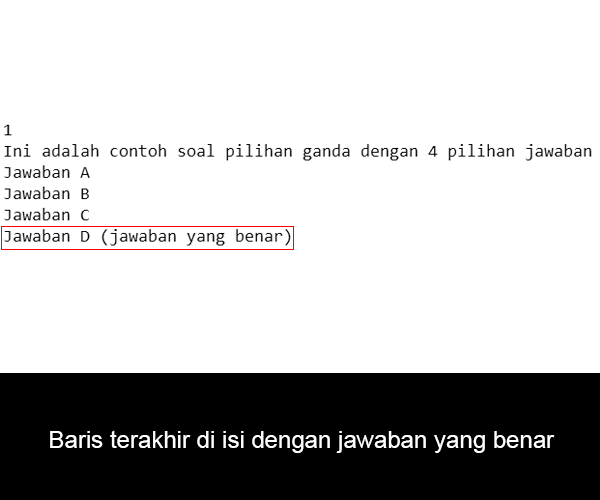 1
Ini adalah contoh soal pilihan ganda dengan 4 pilihan jawaban
Jawaban A
Jawaban B
Jawaban C
Jawaban D (jawaban yang benar)
Baris terakhir di isi dengan jawaban yang benar